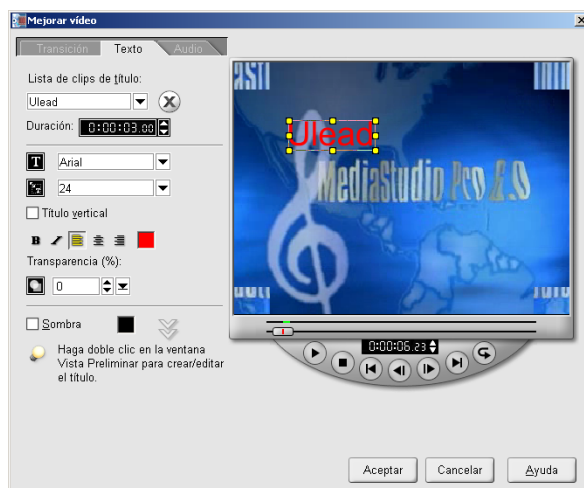 Mejorar vídeo
Transición Texto Audio
Lista de clips de título:
Ulead
Duración: 0:00:03.00
Arial
24
Título vertical
Transparencia (%):
0
Sombra
Haga doble clic en la ventana
Vista Preliminar para crear/editar
el título.
Ulead
MediaStudio Pro 6.0
0:00:06.23
Aceptar Cancelar Ayuda